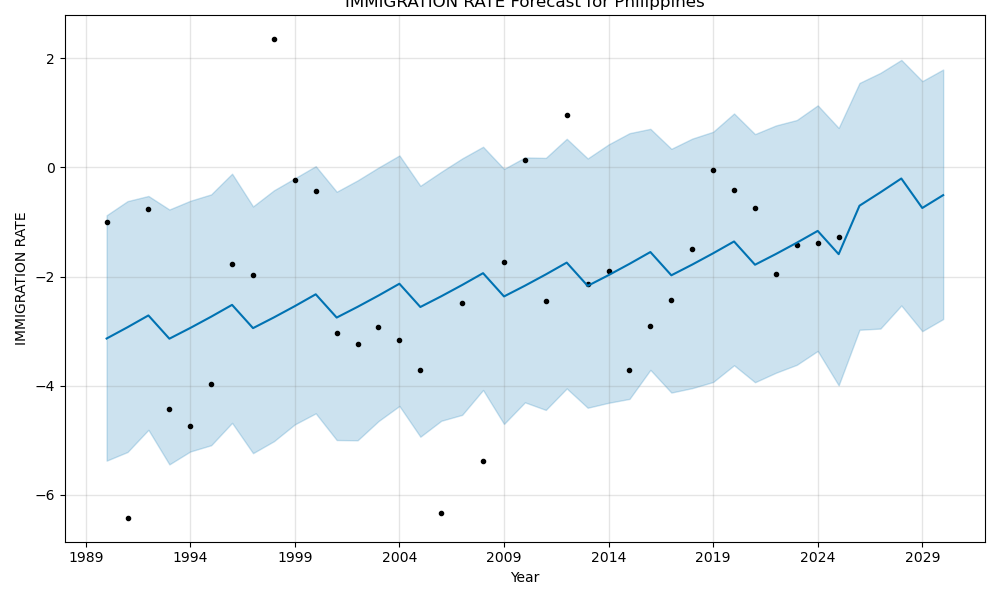 IMMIGRATION RATE Forecast for Philippines
2
0
−2
−4
−6
IMMIGRATION RATE
1989 1994 1999 2004 2009 2014 2019 2024 2029
Year